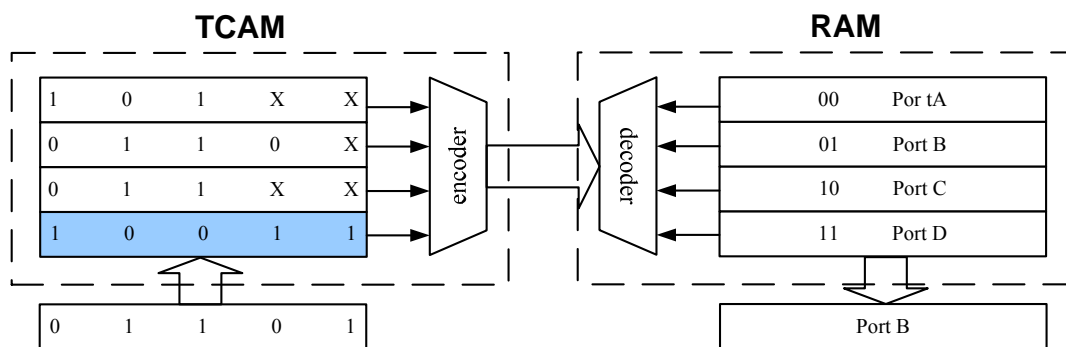 TCAM RAM
1 0 1 X X
0 1 1 0 X
0 1 1 X X
1 0 0 1 1
encoder
decoder
00 Por tA
01 Port B
10 Port C
11 Port D
0 1 1 0 1
Port B